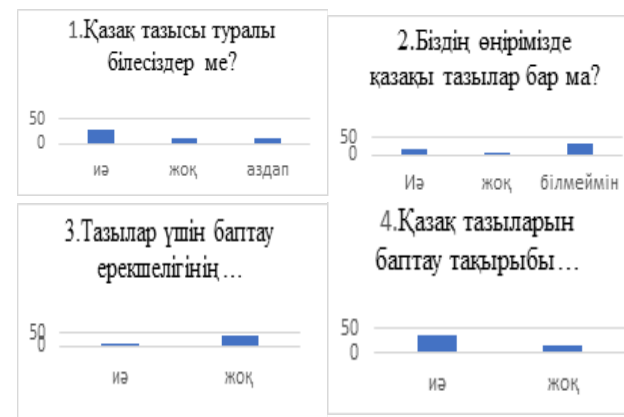 1.Қазақ тазысы туралы
білесіздер ме?
50
0
иә жоқ аздап
2.Біздің өңірімізде
қазақы тазылар бар ма?
50
0
Иә жоқ білмеймін
3.Тазылар үшін баптау
ерекшелігінің…
50
0
иә жоқ
4.Қазақ тазыларын
баптау тақырыбы…
50
0
иә жоқ